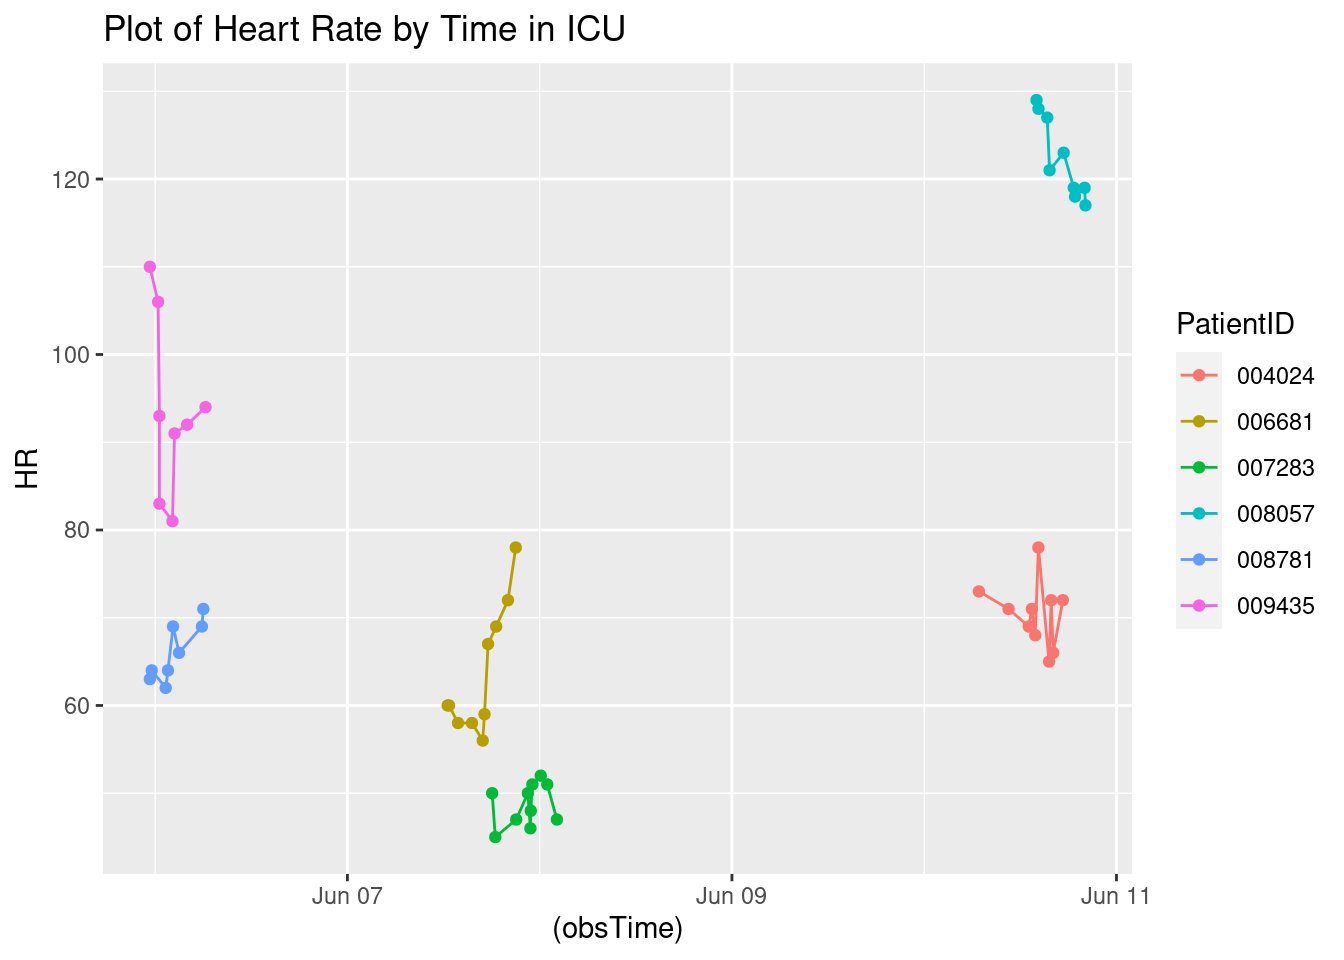 Plot of Heart Rate by Time in ICU
120
100
80
60
HR
Jun 07
Jun 09
Jun 11
(obsTime)
PatientID
004024
006681
007283
008057
008781
009435